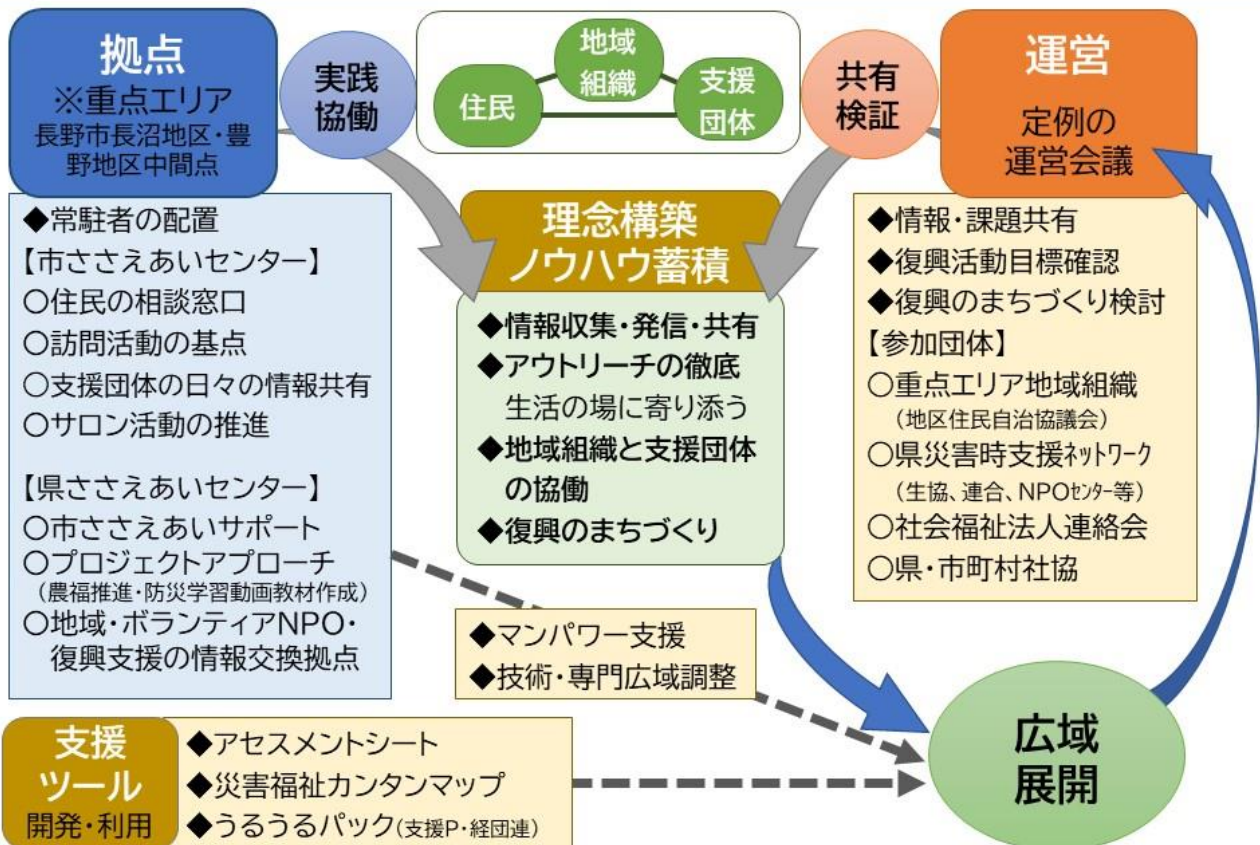 拠点
※重点エリア
長野市長沼地区・豊
野地区中間点
実践
協働
地域
組織
住民
支援
団体
共有
検証
運営
定例の
運営会議
◆常駐者の配置
【市ささえあいセンター】
○住民の相談窓口
○訪問活動の基点
○支援団体の日々の情報共有
○サロン活動の推進
【県ささえあいセンター】
○市ささえあいサポート
○プロジェクトアプローチ
(農福推進・防災学習動画教材作成)
○地域・ボランティアNPO・
復興支援の情報交換拠点
理念構築
ノウハウ蓄積
◆情報収集・発信・共有
◆アウトリーチの徹底
生活の場に寄り添う
◆地域組織と支援団体
の協働
◆復興のまちづくり
◆情報・課題共有
◆復興活動目標確認
◆復興のまちづくり検討
【参加団体】
○重点エリア地域組織
(地区住民自治協議会)
○県災害時支援ネットワーク
(生協、連合、NPOセンター等)
○社会福祉法人連絡会
○県・市町村社協
◆マンパワー支援
◆技術・専門広域調整
支援
ツール
開発・利用
◆アセスメントシート
◆災害福祉カンタンマップ
◆うるうるパック(支援P・経団連)
広域
展開